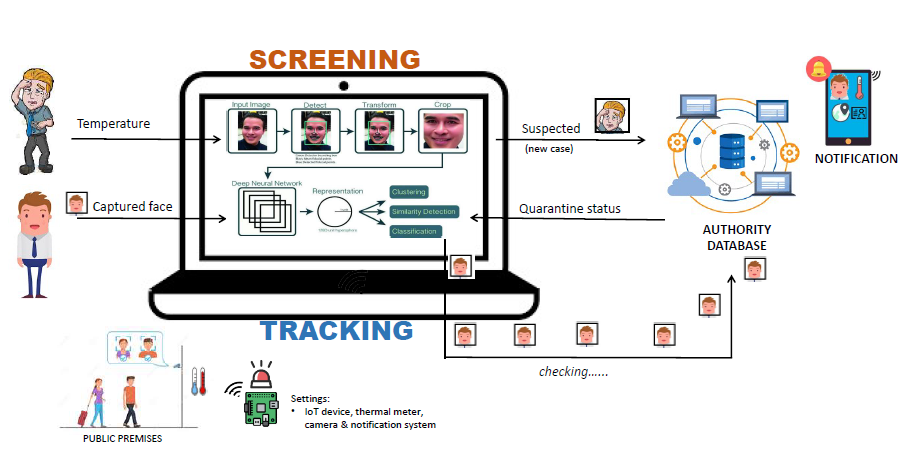 SCREENING
Input Image
Detect
Transform
Crop
Temperature
Suspected
(new case)
NOTIFICATION
Deep Neural Network
Representation
Clustering
Similarity Detection
Classification
Captured face
Quarantine status
AUTHORITY
DATABASE
TRACKING
checking......
Settings:
• IoT device, thermal meter,
camera & notification system
PUBLIC PREMISES